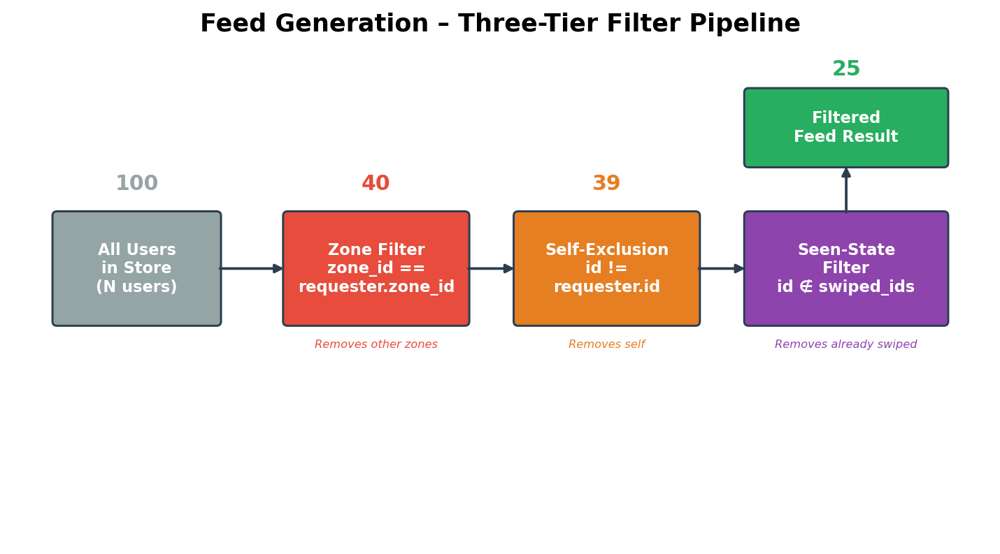 Feed Generation – Three-Tier Filter Pipeline
25
Filtered
Feed Result
100
40
39
All Users
in Store
(N users)
Zone Filter
zone_id ==
requester.zone_id
Self-Exclusion
id !=
requester.id
Seen-State
Filter
id ∉ swiped_ids
Removes other zones
Removes self
Removes already swiped